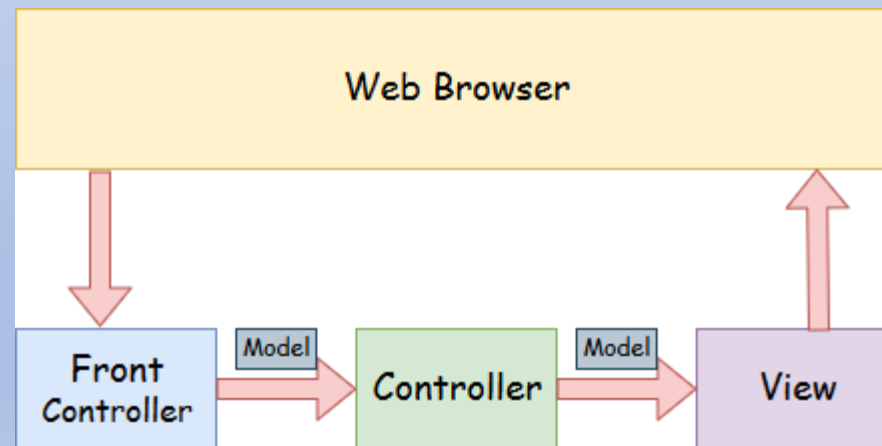 Web Browser
Model
Model
Front
Controller
Controller
View